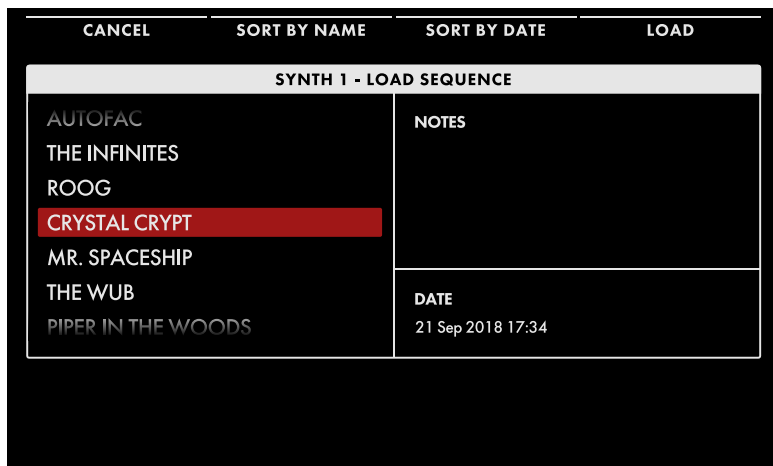 CANCEL SORT BY NAME SORT BY DATE LOAD
SYNTH 1 - LOAD SEQUENCE
AUTOFAC
THE INFINITES
ROOG
CRYSTAL CRYPT
MR. SPACESHIP
THE WUB
PIPER IN THE WOODS
NOTES
DATE
21 Sep 2018 17:34